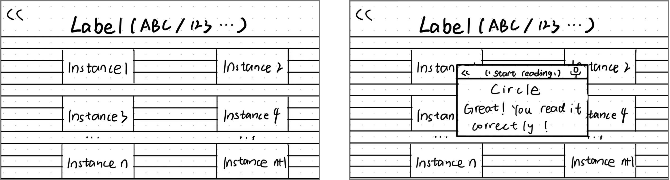 <<
Label (ABC / 123 ...)
Instance 1 Instance 2
Instance 3 Instance 4
... ...
Instance n Instance n+1
<<
Label (ABC / 123 ...)
Instance 2
<< (: Start reading :)
Circle
Great! You read it
correctly!
... ...
Instance n Instance n+1